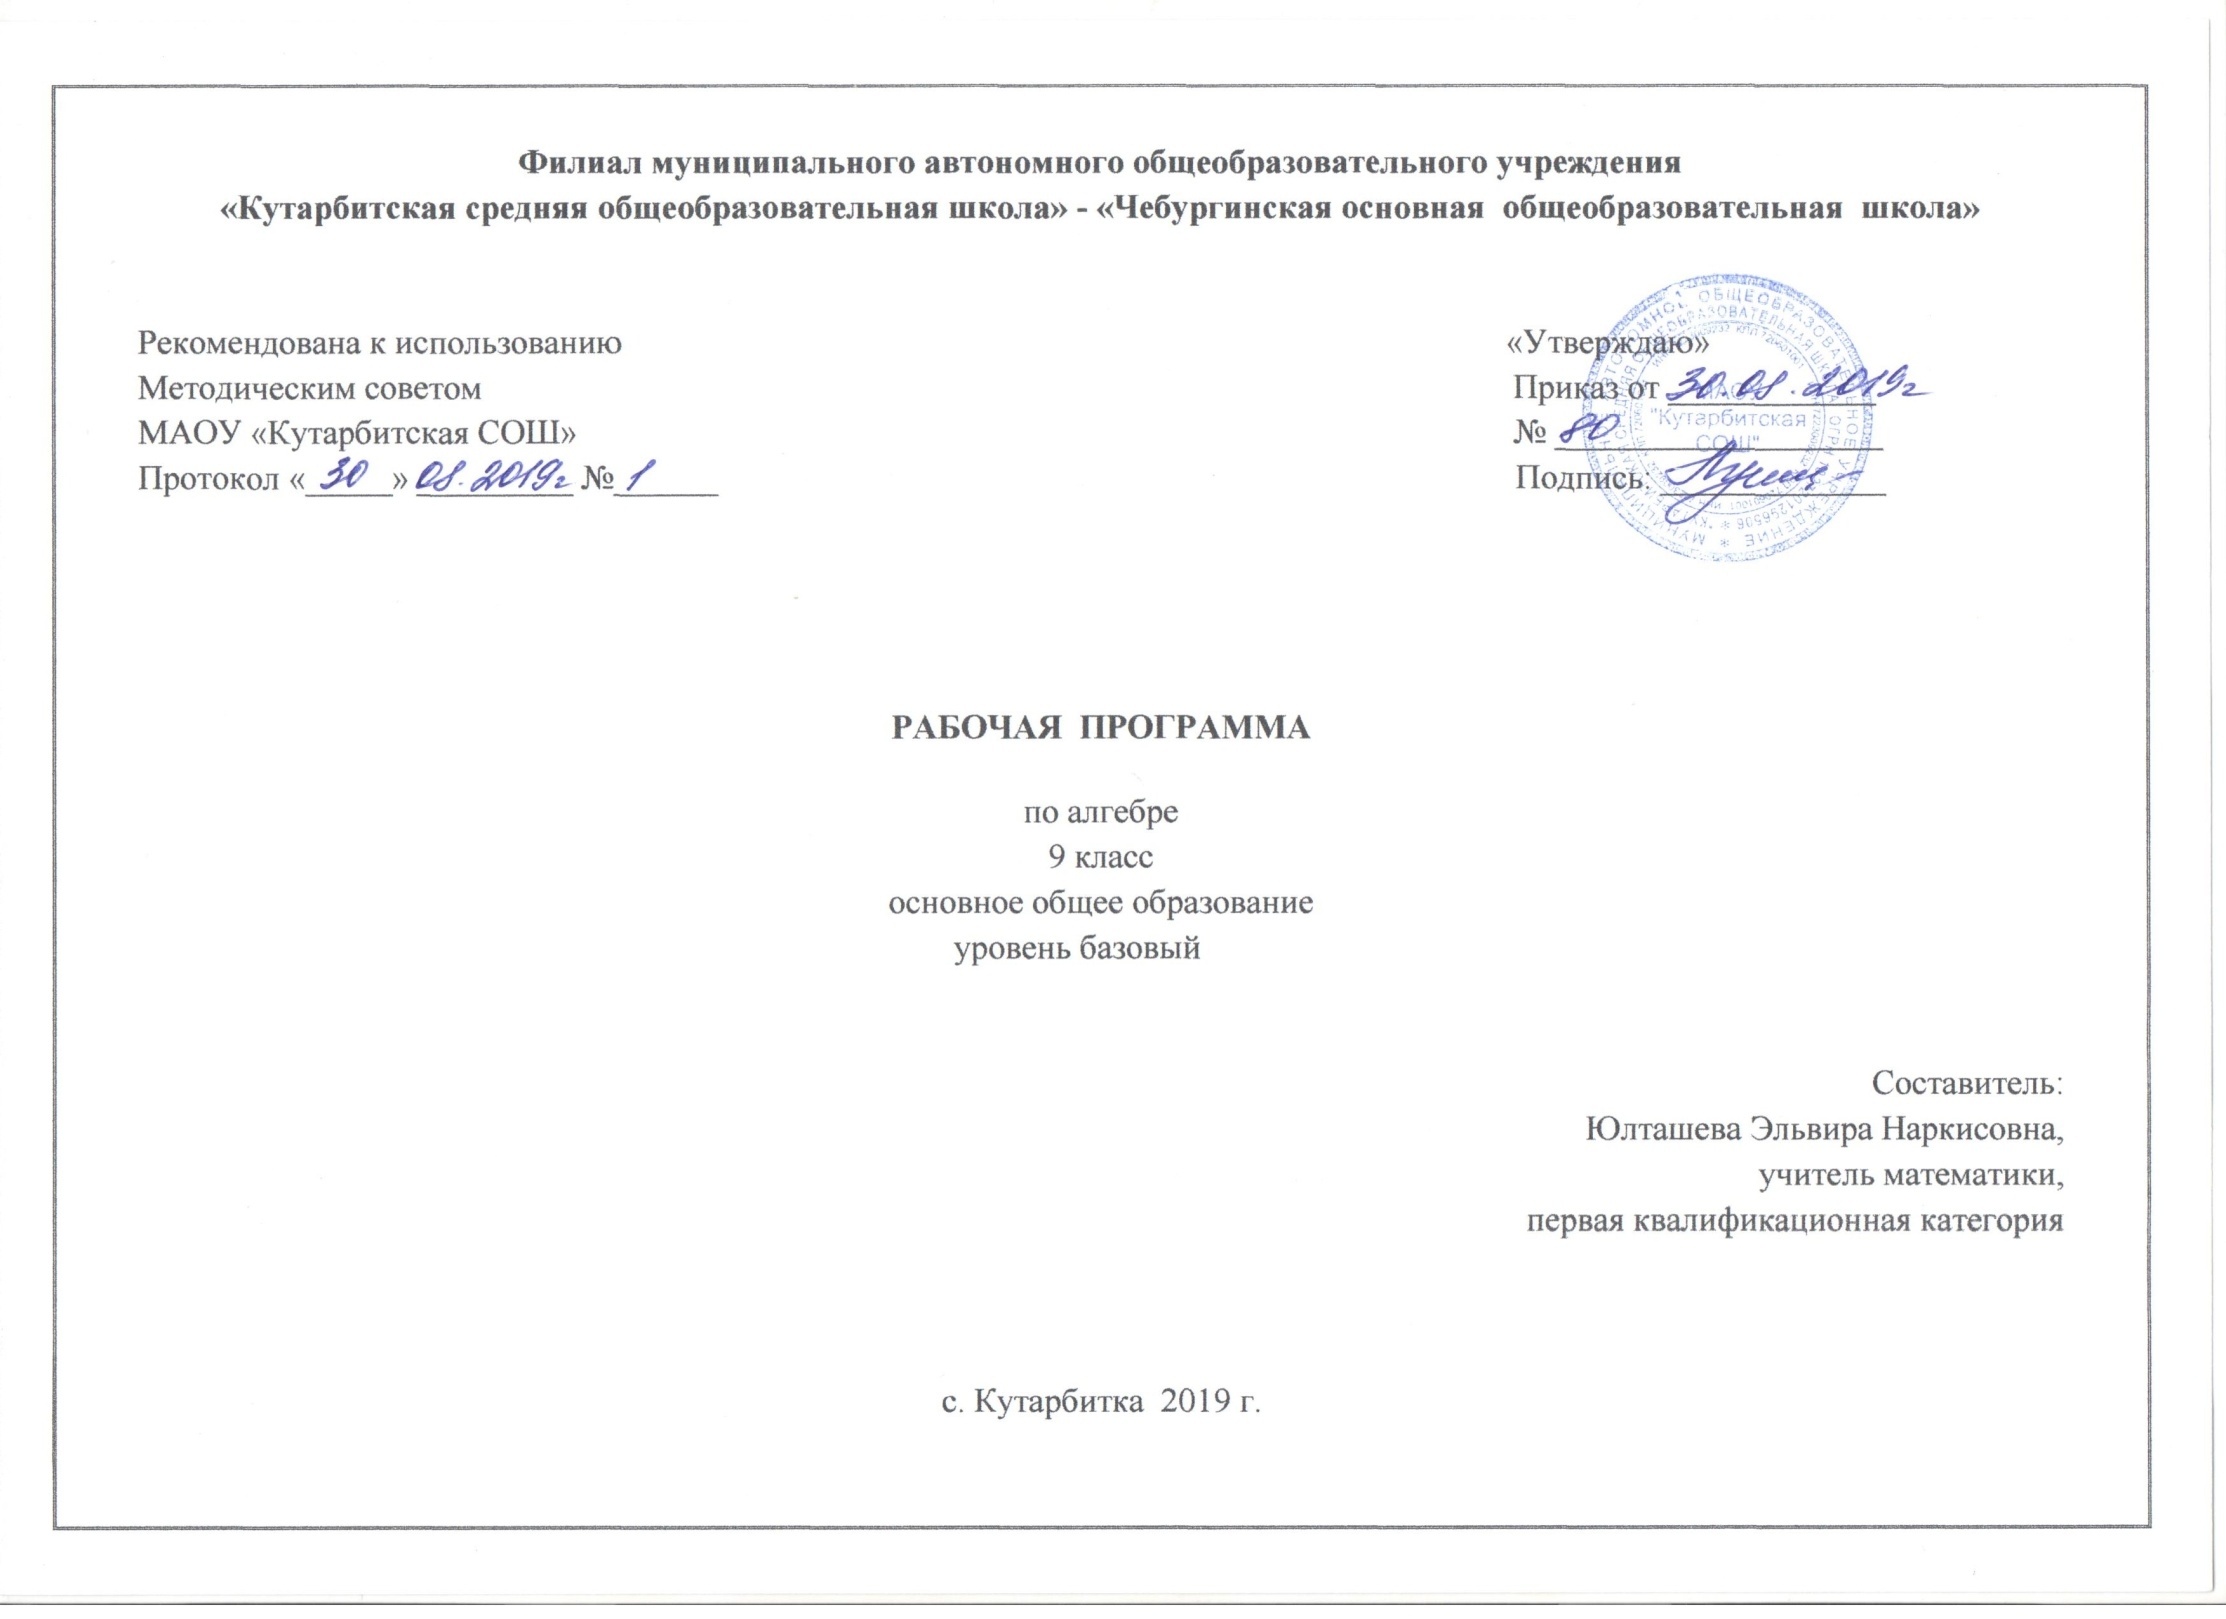 Филиал муниципального автономного общеобразовательного учреждения
«Кутарбитская средняя общеобразовательная школа» - «Чебургинская основная общеобразовательная школа»
Рекомендована к использованию
Методическим советом
МАОУ «Кутарбитская СОШ»
Протокол «30» 08.2019г №1
«Утверждаю»
Приказ от 30.08.2019г
№ 80
Подпись:
"Кутарбитская
СОШ"
РАБОЧАЯ ПРОГРАММА
по алгебре
9 класс
основное общее образование
уровень базовый
Составитель:
Юлташева Эльвира Наркисовна,
учитель математики,
первая квалификационная категория
с. Кутарбитка 2019 г.